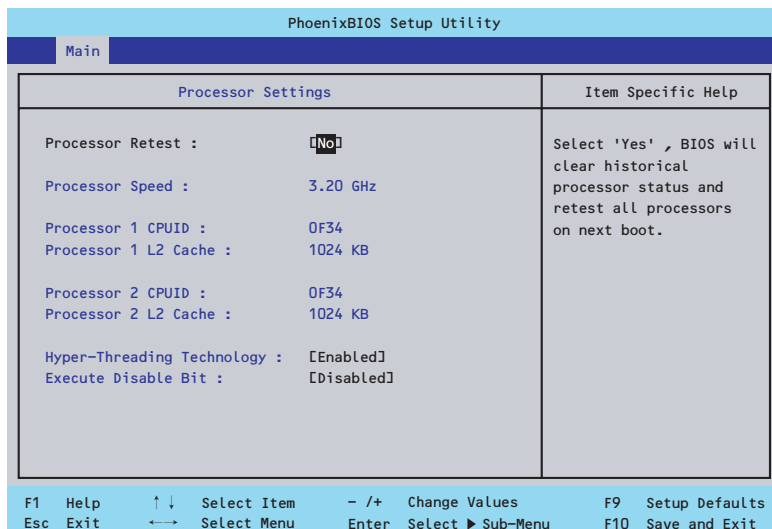 PhoenixBIOS Setup Utility
Main
Processor Settings
Item Specific Help
Processor Retest : [No]
Processor Speed : 3.20 GHz
Processor 1 CPUID : 0F34
Processor 1 L2 Cache : 1024 KB
Processor 2 CPUID : 0F34
Processor 2 L2 Cache : 1024 KB
Hyper-Threading Technology : [Enabled]
Execute Disable Bit : [Disabled]
Select 'Yes' , BIOS will
clear historical
processor status and
retest all processors
on next boot.
F1 Help ↑↓ Select Item - /+ Change Values F9 Setup Defaults
Esc Exit ←→ Select Menu Enter Select ▶ Sub-Menu F10 Save and Exit